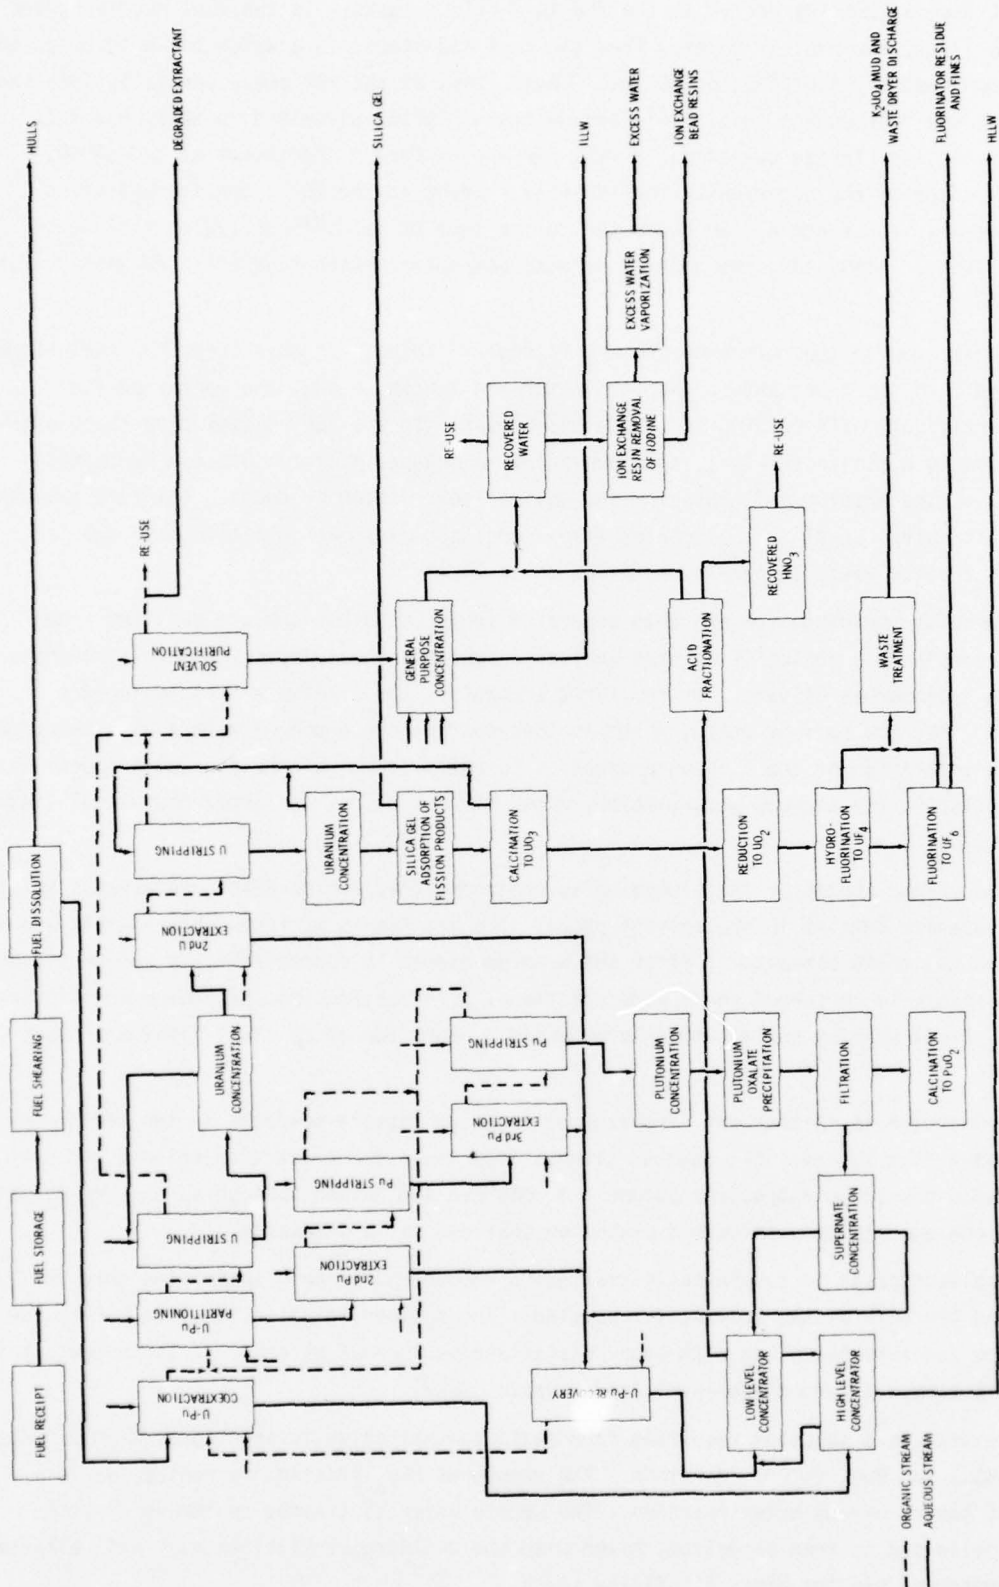 HULLS
DEGRADED EXTRACTANT
SILICA GEL
ILLW
EXCESS WATER
ION EXCHANGE
BEAD RESINS
K2UO4 MUD AND
WASTE DRYER DISCHARGE
FLUORINATOR RESIDUE
AND FINES
HLLW
EXCESS WATER
VAPORIZATION
RE-USE
RECOVERED
WATER
ION EXCHANGE
RESIN REMOVAL
OF IODINE
RE-USE
RECOVERED
HNO3
RE-USE
SOLVENT
PURIFICATION
GENERAL
PURPOSE
CONCENTRATION
ACID
FRACTIONATION
WASTE
TREATMENT
FUEL DISSOLUTION
U STRIPPING
URANIUM
CONCENTRATION
SILICA GEL
ADSORPTION OF
FISSION PRODUCTS
CALCINATION
TO UO3
REDUCTION
TO UO2
HYDRO-
FLUORINATION
TO UF4
FLUORINATION
TO UF6
2nd U
EXTRACTION
FUEL SHEARING
URANIUM
CONCENTRATION
Pu STRIPPING
PLUTONIUM
CONCENTRATION
PLUTONIUM
OXALATE
PRECIPITATION
FILTRATION
CALCINATION
TO PuO2
3rd Pu
EXTRACTION
FUEL STORAGE
U STRIPPING
Pu STRIPPING
2nd Pu
EXTRACTION
SUPERNATE
CONCENTRATION
U-Pu
PARTITIONING
FUEL RECEIPT
U-Pu
COEXTRACTION
U-Pu RECOVERY
LOW LEVEL
CONCENTRATOR
HIGH LEVEL
CONCENTRATOR
ORGANIC STREAM
AQUEOUS STREAM